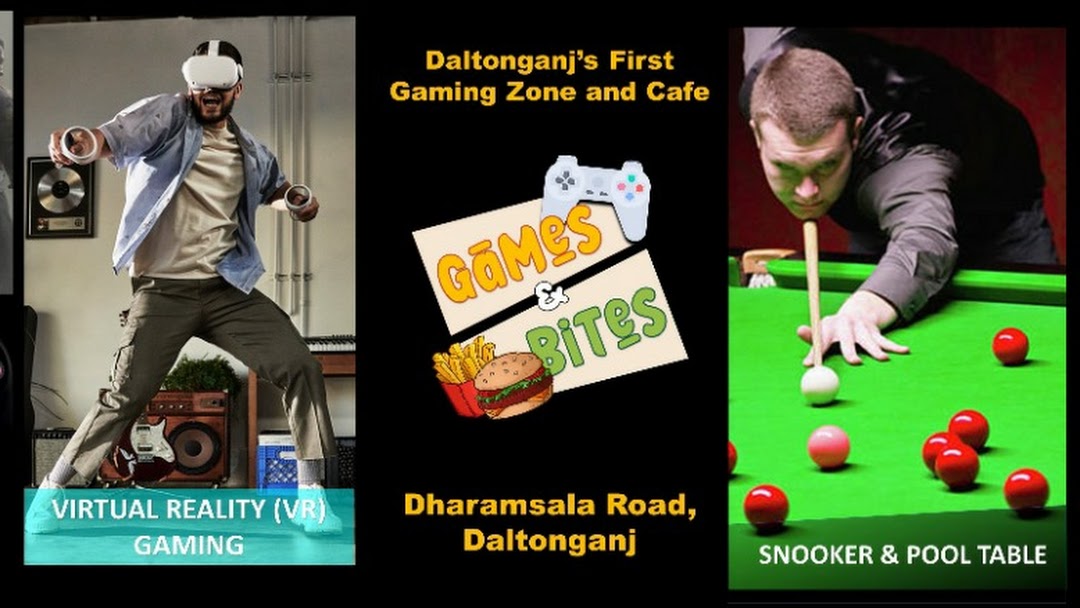 VIRTUAL REALITY (VR)
GAMING
Daltonganj's First
Gaming Zone and Cafe
GāMes
&
BiTes
Dharamsala Road,
Daltonganj
SNOOKER & POOL TABLE